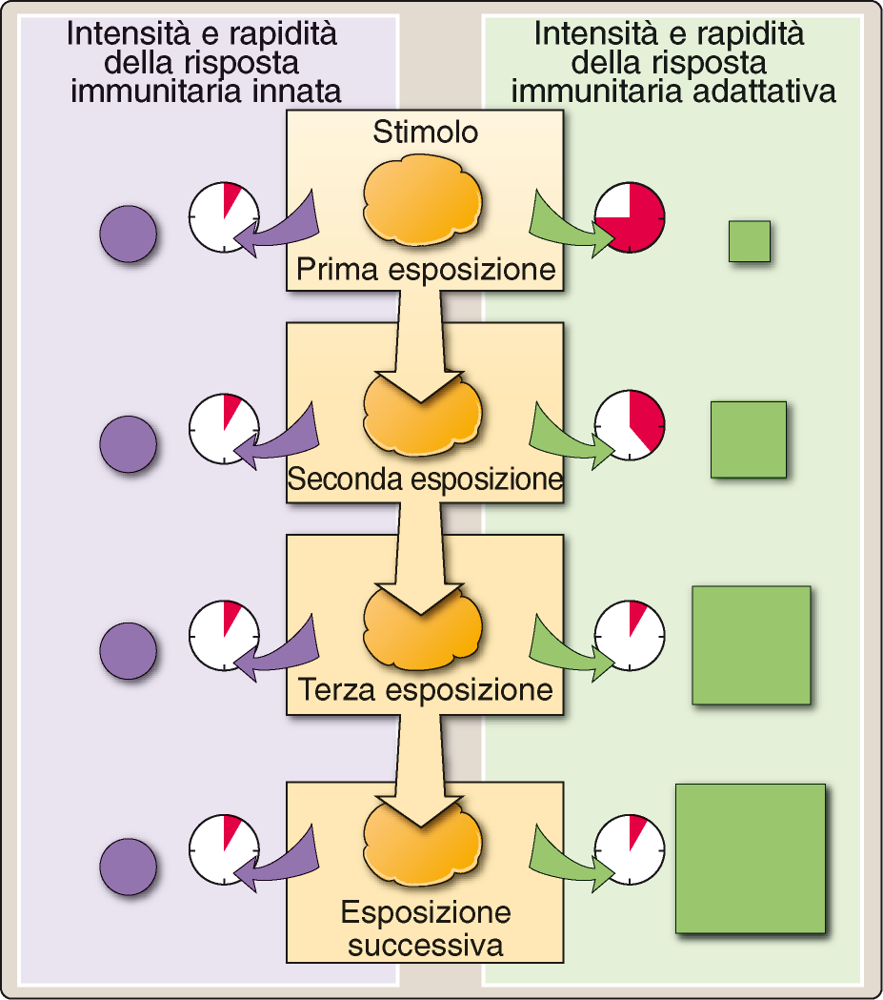 Intensità e rapidità
della risposta
immunitaria innata
Intensità e rapidità
della risposta
immunitaria adattativa
Stimolo
Prima esposizione
Seconda esposizione
Terza esposizione
Esposizione
successiva